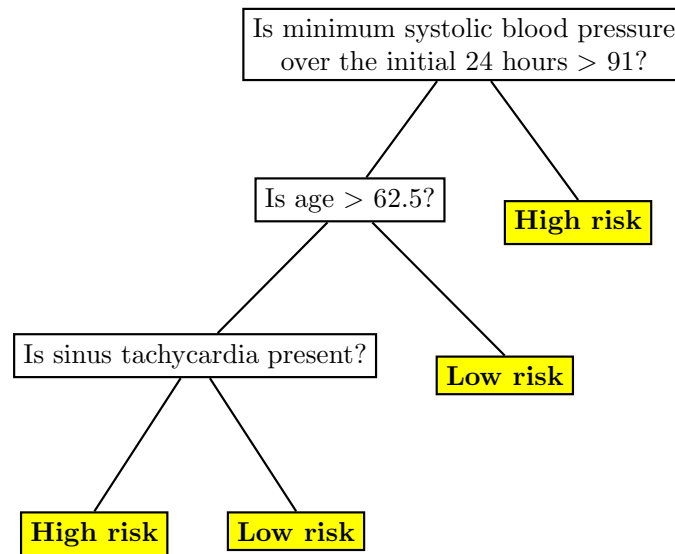 Is minimum systolic blood pressure
over the initial 24 hours > 91?
Is age > 62.5?
High risk
Is sinus tachycardia present?
Low risk
High risk
Low risk